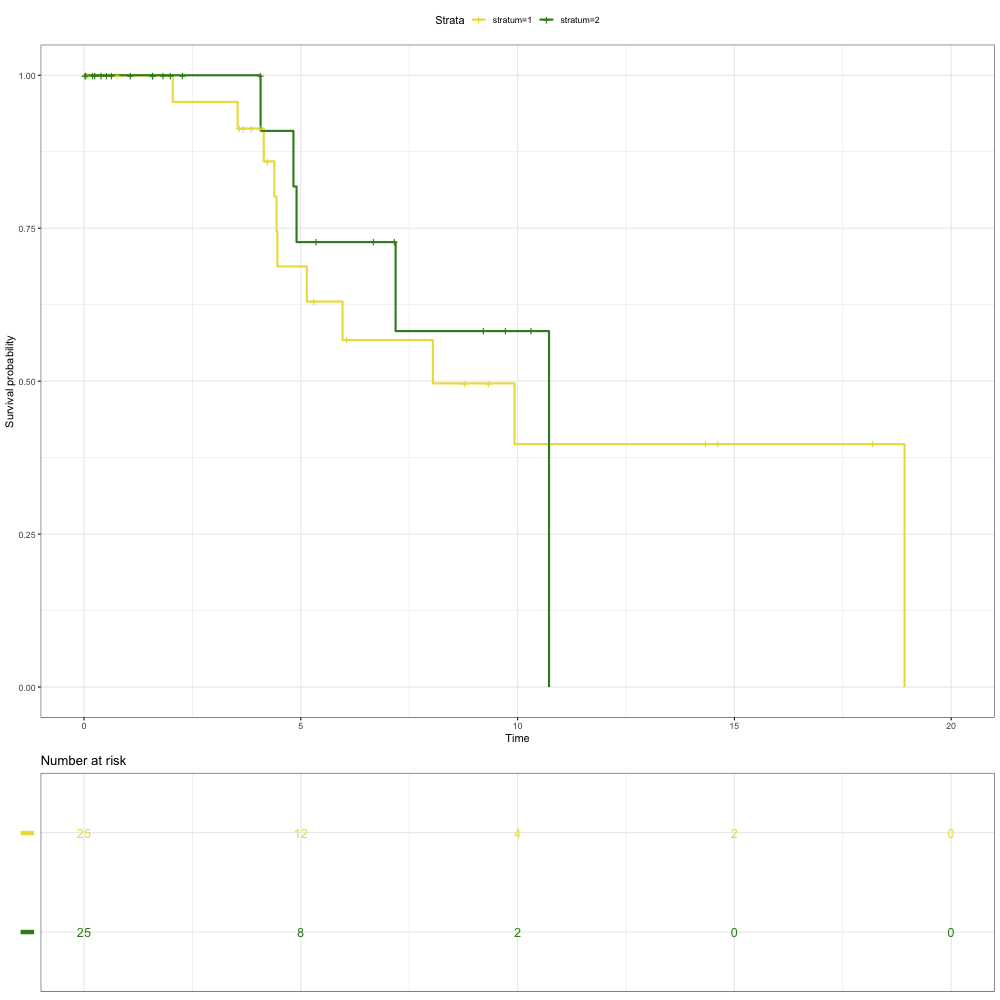 Strata stratum=1 stratum=2
1.00
0.75
0.50
0.25
0.00
Survival probability
0 5 10 15 20
Time
Number at risk
25 12 4 2 0
25 8 2 0 0